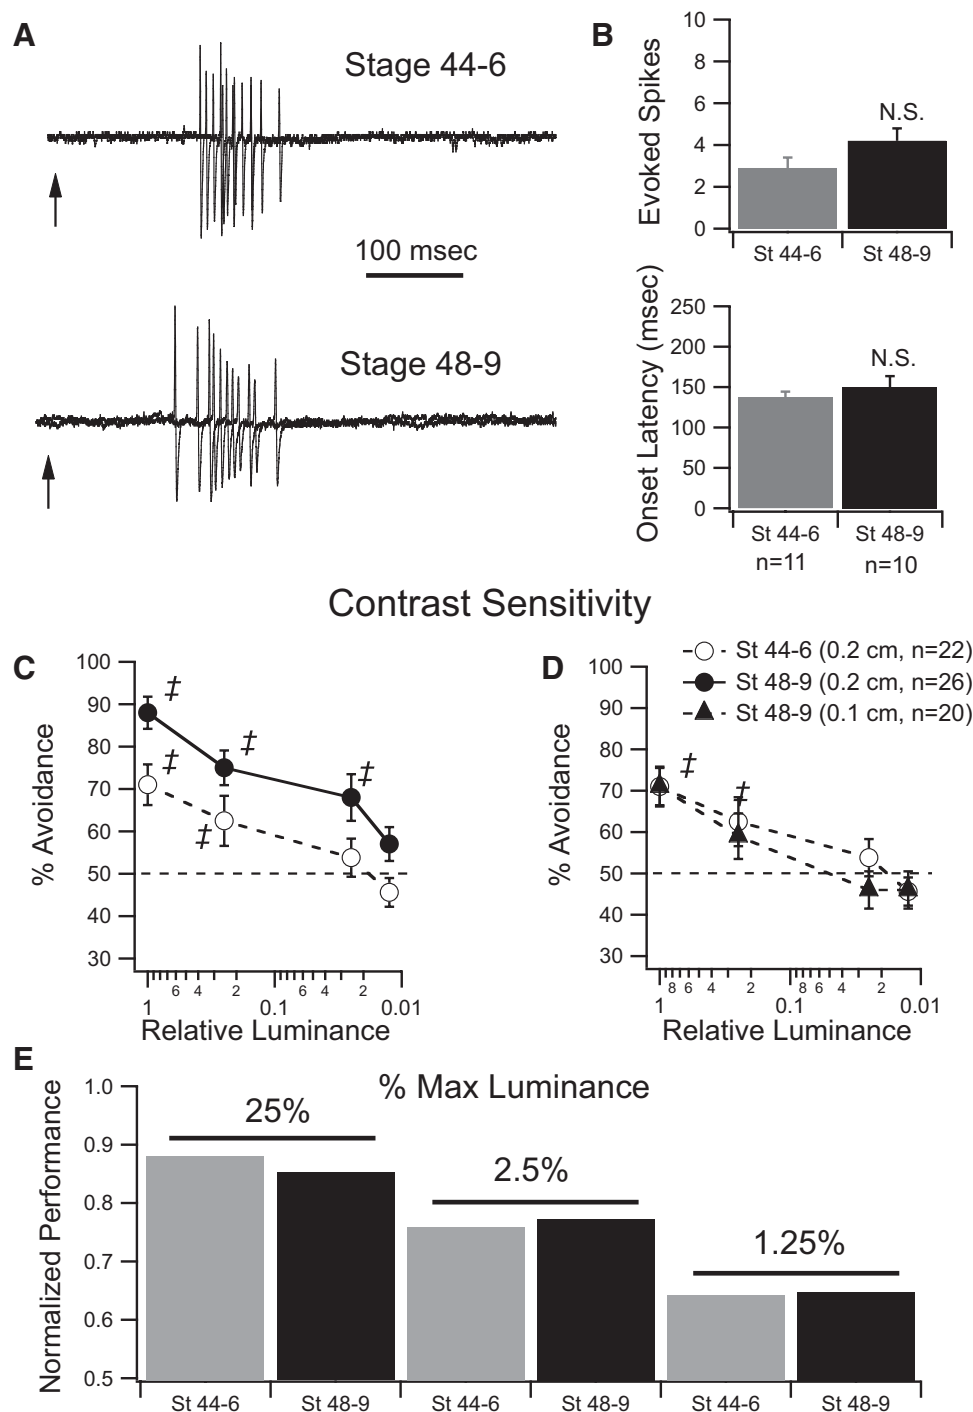 A
Stage 44-6
100 msec
Stage 48-9
B
Evoked Spikes
10
8
6
4
2
0
N.S.
St 44-6
St 48-9
Onset Latency (msec)
250
200
150
100
50
0
N.S.
St 44-6
St 48-9
n=11
n=10
Contrast Sensitivity
C
% Avoidance
100
90
80
70
60
50
40
30
‡
‡
‡
‡
‡
1
6
4
2
0.1
6
4
2
0.01
Relative Luminance
D
St 44-6 (0.2 cm, n=22)
St 48-9 (0.2 cm, n=26)
St 48-9 (0.1 cm, n=20)
% Avoidance
100
90
80
70
60
50
40
30
‡
‡
1
8
6
4
2
0.1
8
6
4
2
0.01
Relative Luminance
E
% Max Luminance
Normalized Performance
1.0
0.9
0.8
0.7
0.6
0.5
25%
2.5%
1.25%
St 44-6
St 48-9
St 44-6
St 48-9
St 44-6
St 48-9